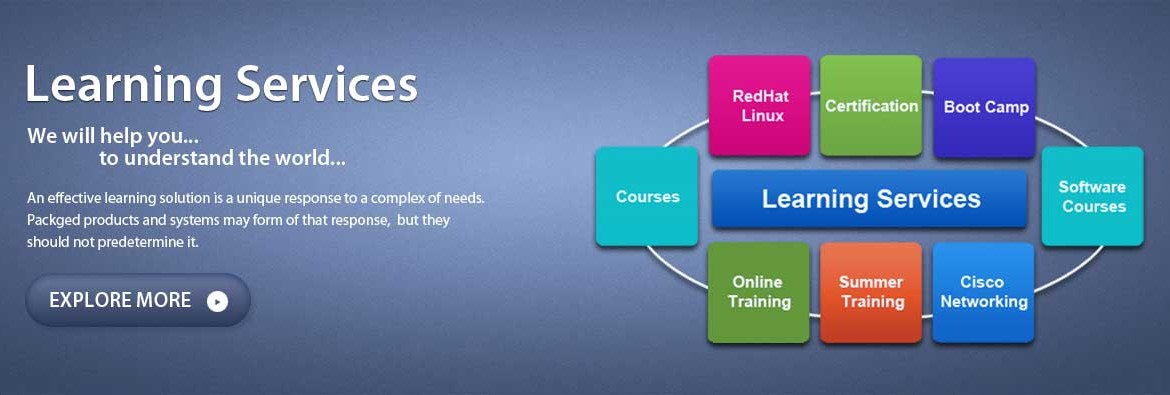 Learning Services
We will help you...
to understand the world...
An effective learning solution is a unique response to a complex of needs.
Packged products and systems may form of that response, but they
should not predetermine it.
EXPLORE MORE
RedHat
Linux
Certification
Boot Camp
Courses
Learning Services
Software
Courses
Online
Training
Summer
Training
Cisco
Networking